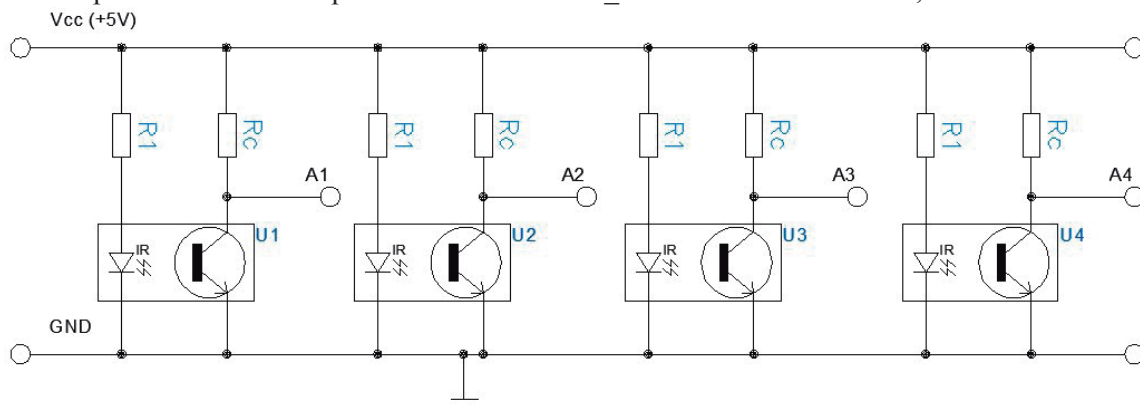 Vcc (+5V)
R1
Rc
R1
Rc
R1
Rc
R1
Rc
A1
A2
A3
A4
U1
U2
U3
U4
IR
IR
IR
IR
GND